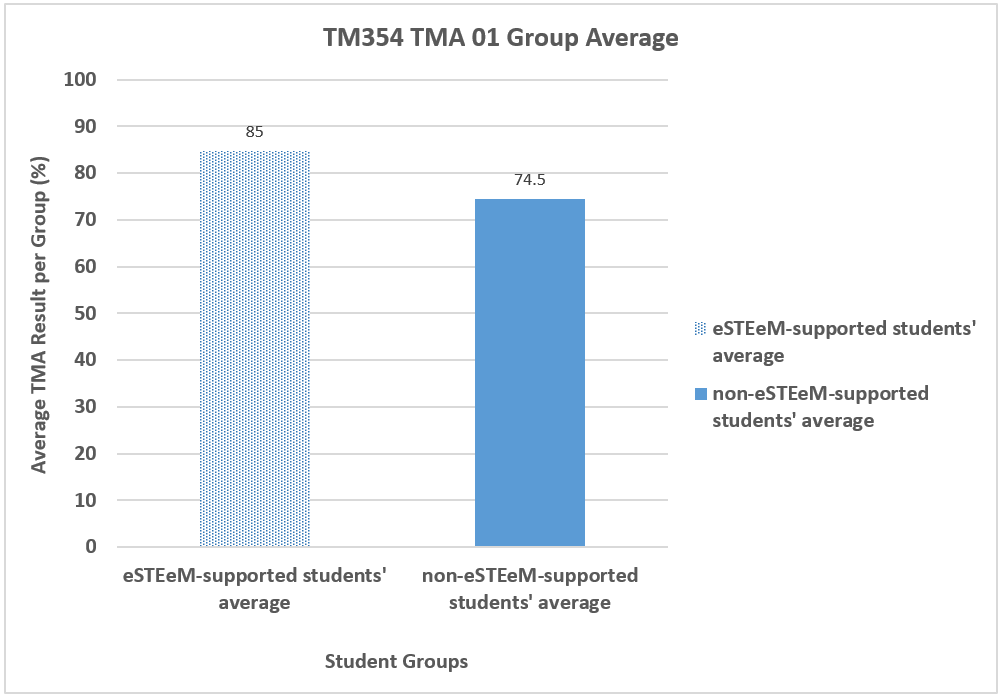 TM354 TMA 01 Group Average
Average TMA Result per Group (%)
100
90
80
70
60
50
40
30
20
10
0
85
74.5
eSTEeM-supported students'
average
non-eSTEeM-supported
students' average
Student Groups
eSTEeM-supported students'
average
non-eSTEeM-supported
students' average